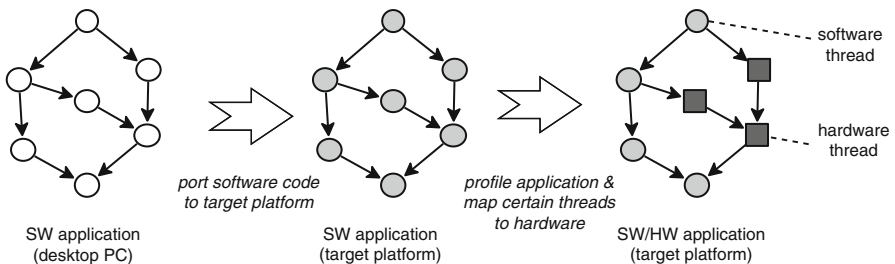 software
thread
hardware
thread
port software code
to target platform
profile application &
map certain threads
to hardware
SW application
(desktop PC)
SW application
(target platform)
SW/HW application
(target platform)